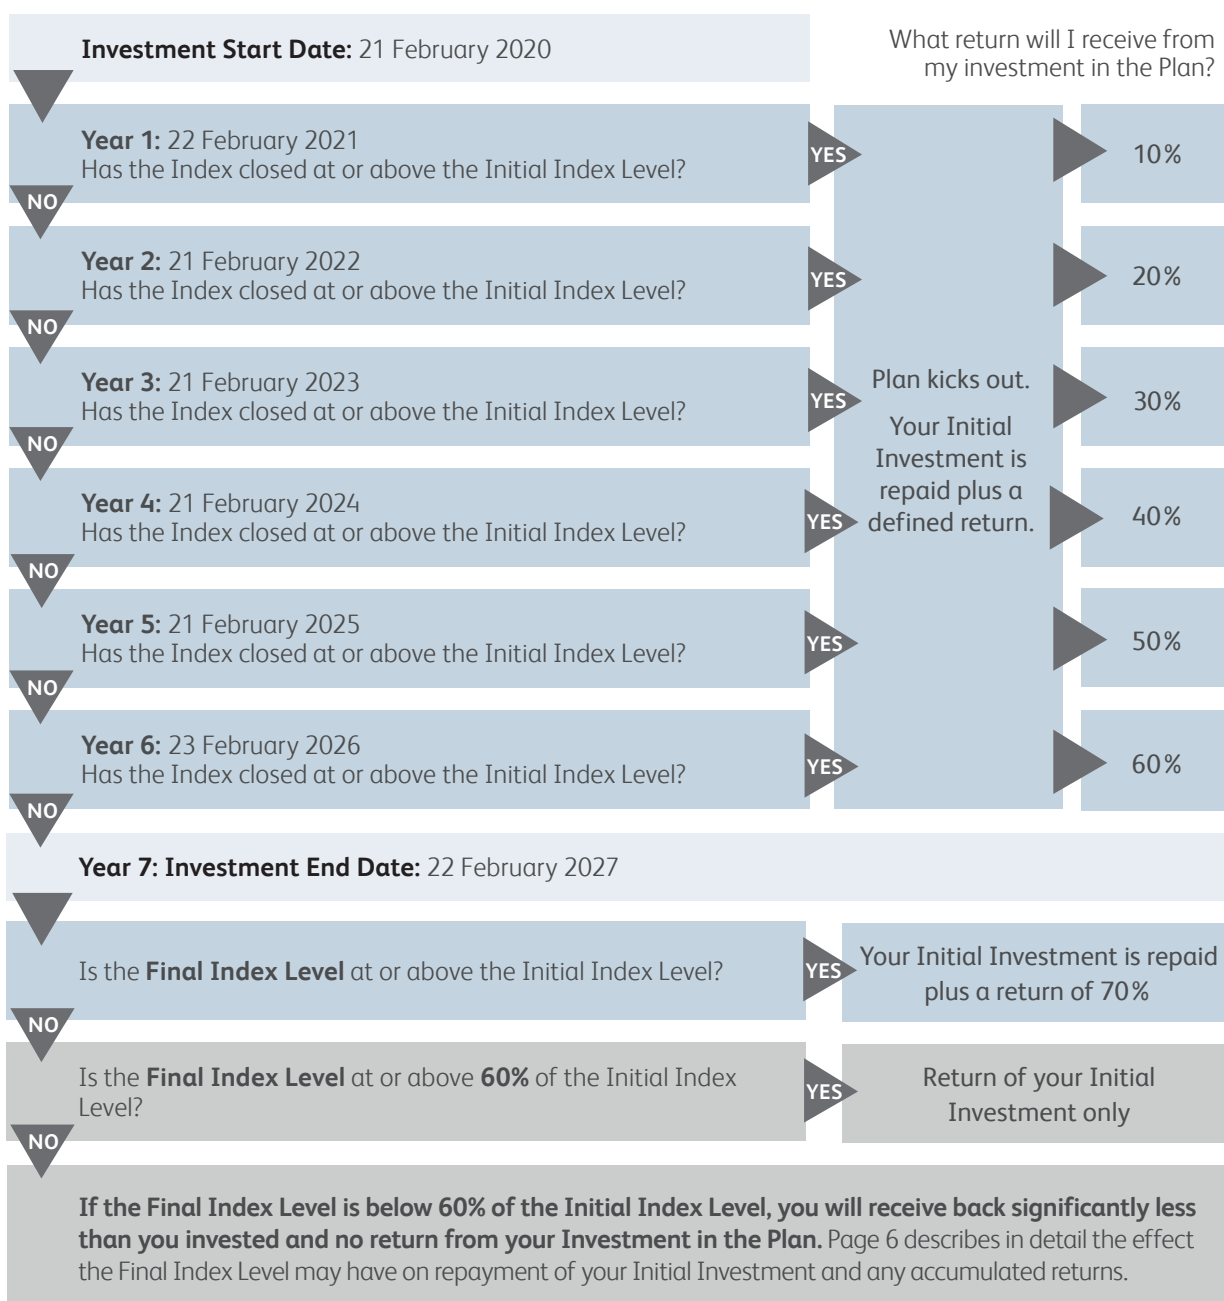 Investment Start Date: 21 February 2020
What return will I receive from
my investment in the Plan?
Year 1: 22 February 2021
Has the Index closed at or above the Initial Index Level?
YES
10%
NO
Year 2: 21 February 2022
Has the Index closed at or above the Initial Index Level?
YES
20%
NO
Year 3: 21 February 2023
Has the Index closed at or above the Initial Index Level?
YES
Plan kicks out.
Your Initial
Investment is
repaid plus a
defined return.
30%
NO
Year 4: 21 February 2024
Has the Index closed at or above the Initial Index Level?
YES
40%
NO
Year 5: 21 February 2025
Has the Index closed at or above the Initial Index Level?
YES
50%
NO
Year 6: 23 February 2026
Has the Index closed at or above the Initial Index Level?
YES
60%
NO
Year 7: Investment End Date: 22 February 2027
Is the Final Index Level at or above the Initial Index Level?
YES
Your Initial Investment is repaid
plus a return of 70%
NO
Is the Final Index Level at or above 60% of the Initial Index
Level?
YES
Return of your Initial
Investment only
NO
If the Final Index Level is below 60% of the Initial Index Level, you will receive back significantly less
than you invested and no return from your Investment in the Plan. Page 6 describes in detail the effect
the Final Index Level may have on repayment of your Initial Investment and any accumulated returns.